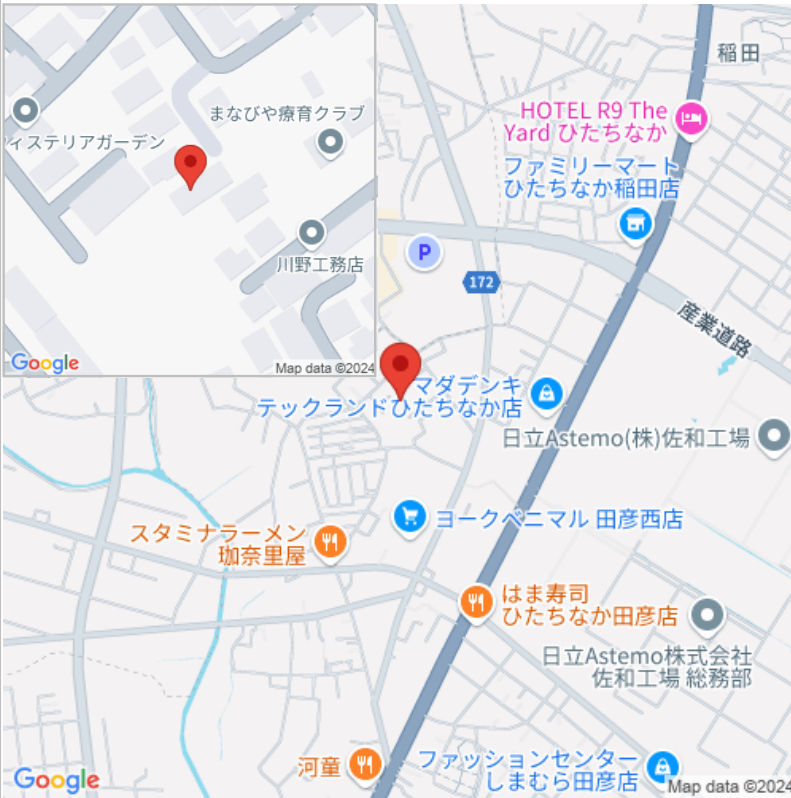 まなびや療育クラブ
ィステリアガーデン
川野工務店
Google
Map data ©2024
稲田
HOTEL R9 The
Yard ひたちなか
ファミリーマート
ひたちなか稲田店
P
172
産業道路
マダデンキ
テックランドひたちなか店
日立Astemo(株)佐和工場
ヨークベニマル 田彦西店
スタミナラーメン
珈奈里屋
はま寿司
ひたちなか田彦店
日立Astemo株式会社
佐和工場 総務部
河童
ファッションセンター
しまむら田彦店
Google
Map data ©2024